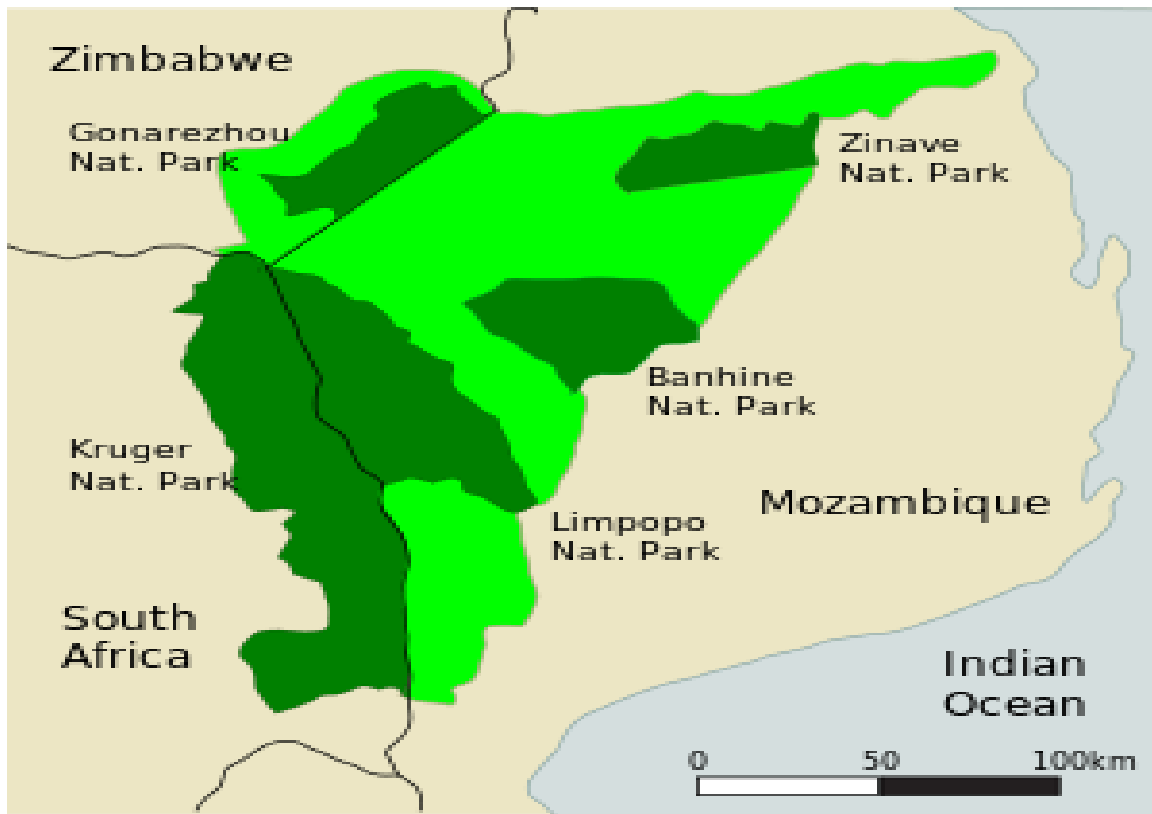 Zimbabwe
Gonarezhou
Nat. Park
Zinave
Nat. Park
Banhine
Nat. Park
Kruger
Nat. Park
Mozambique
Limpopo
Nat. Park
South
Africa
Indian
Ocean
0 50 100km